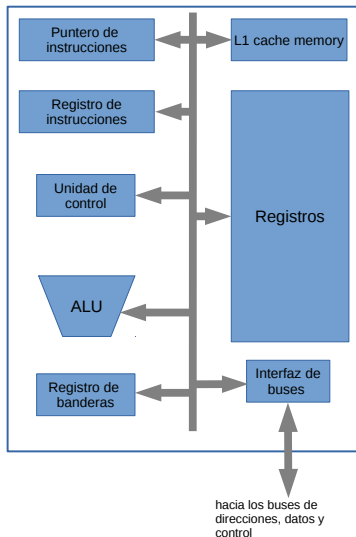 Puntero de
instrucciones
L1 cache memory
Registro de
instrucciones
Unidad de
control
Registros
ALU
Interfaz de
buses
Registro de
banderas
hacia los buses de
direcciones, datos y
control